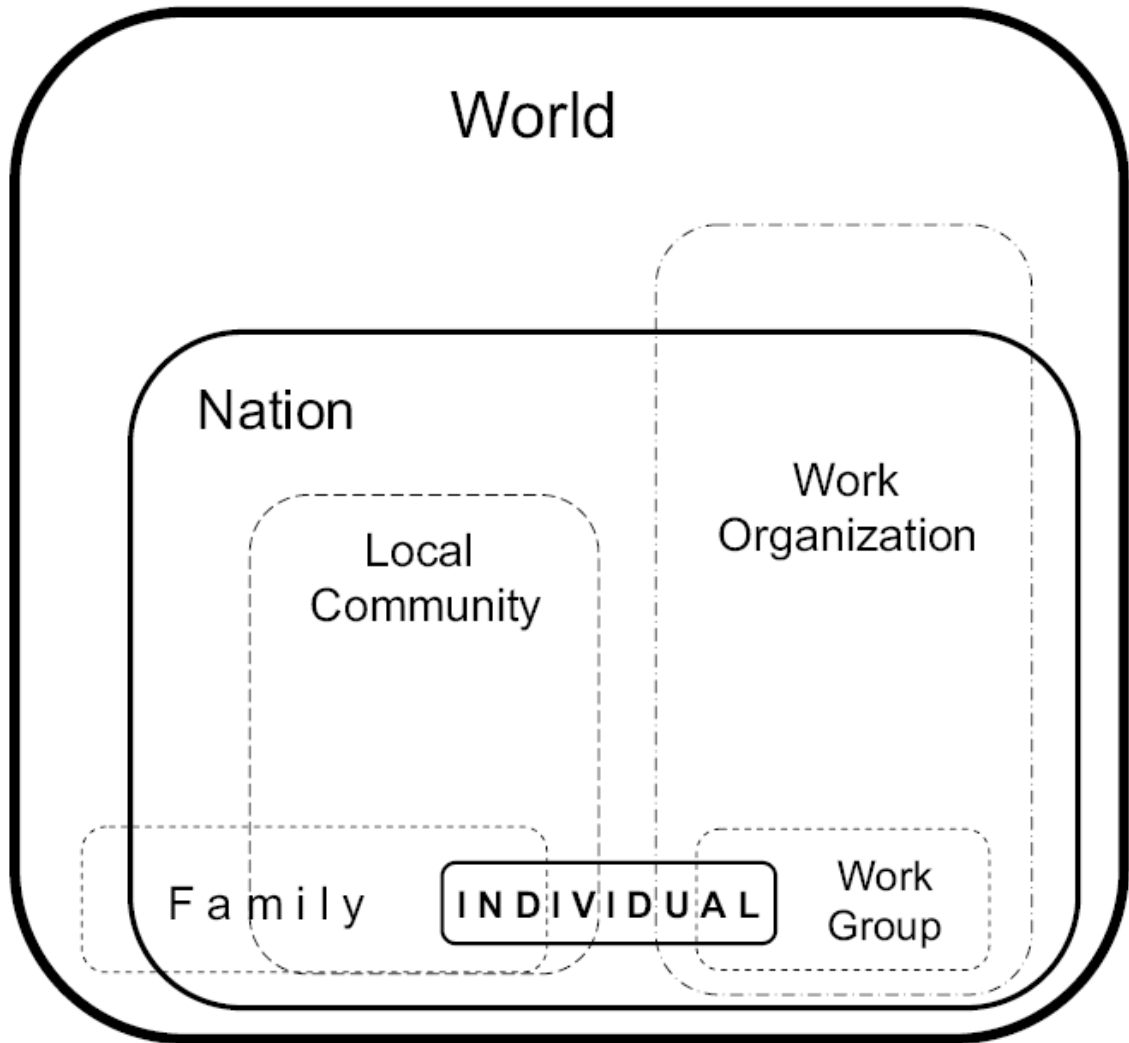 World
Nation
Work
Organization
Local
Community
Family
INDIVIDUAL
Work
Group